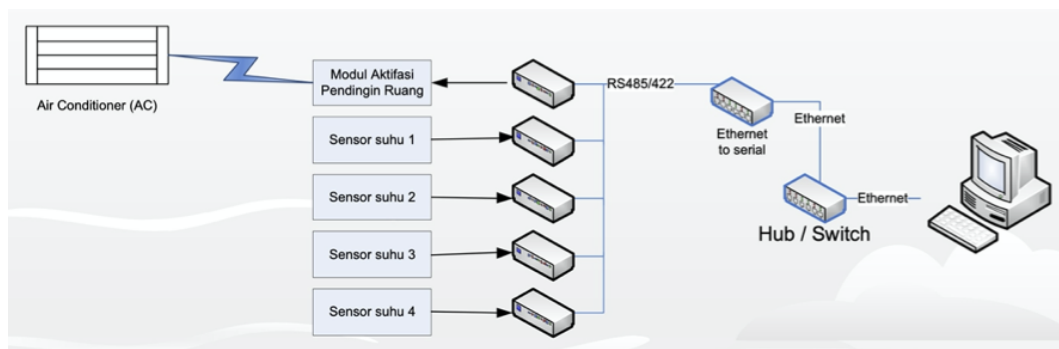 Air Conditioner (AC)
Modul Aktifasi
Pendingin Ruang
Sensor suhu 1
Sensor suhu 2
Sensor suhu 3
Sensor suhu 4
RS485/422
Ethernet
to serial
Ethernet
Hub / Switch
Ethernet